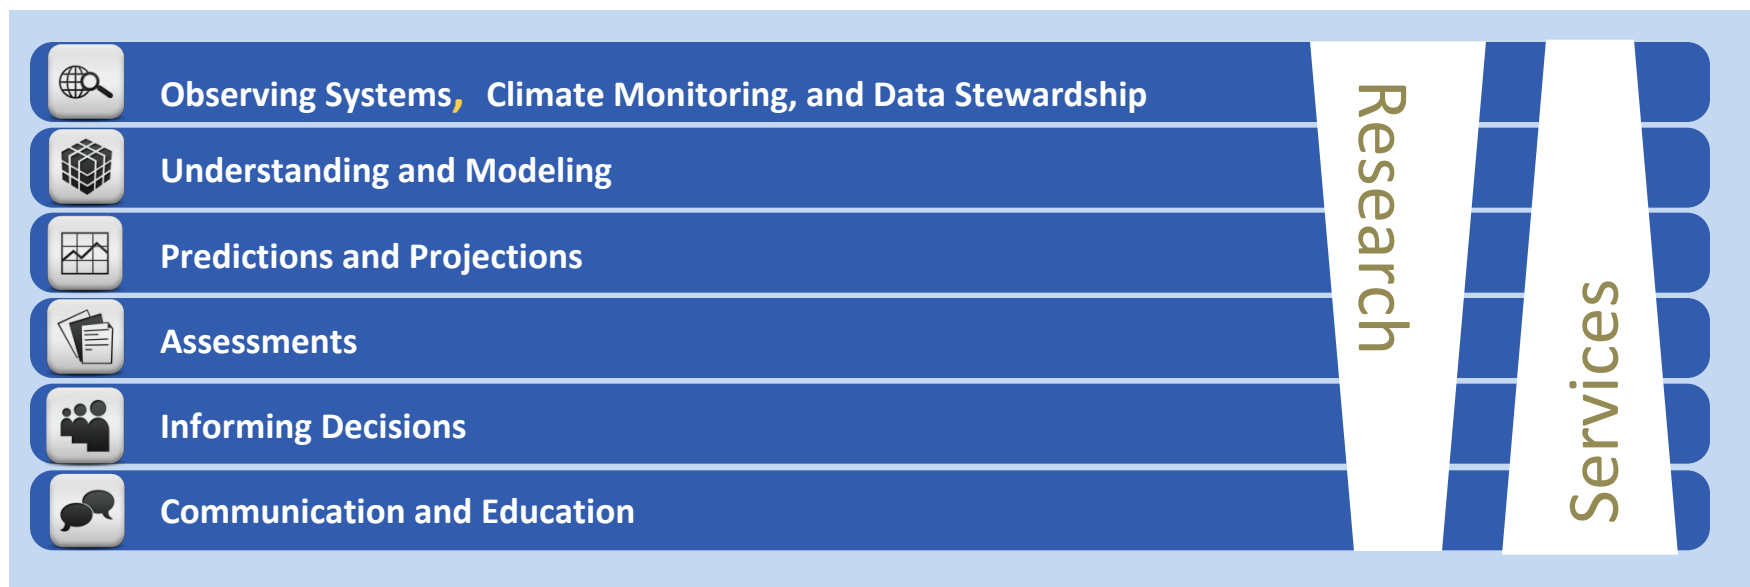 Observing Systems, Climate Monitoring, and Data Stewardship
Understanding and Modeling
Predictions and Projections
Assessments
Informing Decisions
Communication and Education
Research
Services